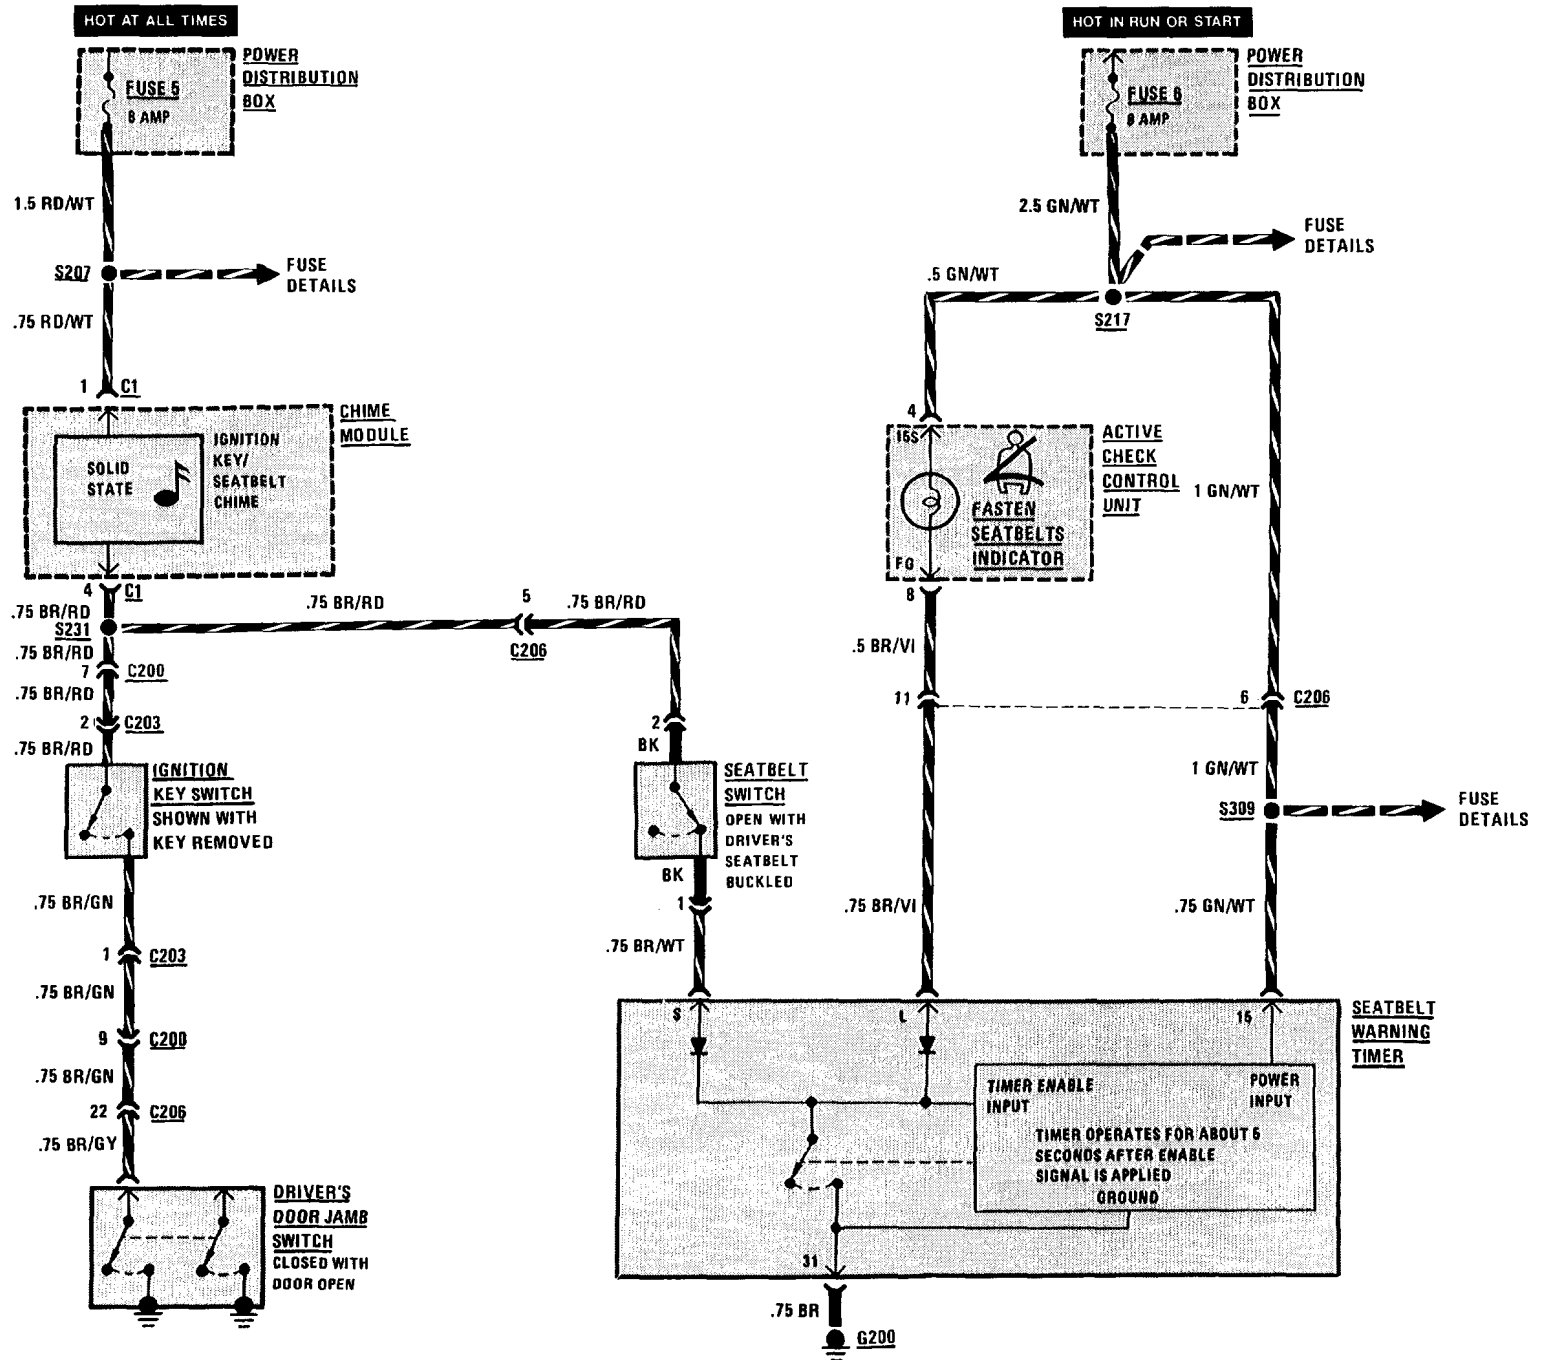 HOT AT ALL TIMES
POWER
DISTRIBUTION
BOX
FUSE 5
8 AMP
1.5 RD/WT
S207
FUSE
DETAILS
.75 RD/WT
1
C1
CHIME
MODULE
SOLID
STATE
IGNITION
KEY/
SEATBELT
CHIME
4
C1
.75 BR/RD
S231
.75 BR/RD
5
.75 BR/RD
C206
.75 BR/RD
7
C200
.75 BR/RD
2
C203
.75 BR/RD
IGNITION
KEY SWITCH
SHOWN WITH
KEY REMOVED
.75 BR/GN
1
C203
.75 BR/GN
9
C200
.75 BR/GN
22
C206
.75 BR/GY
DRIVER'S
DOOR JAMB
SWITCH
CLOSED WITH
DOOR OPEN
2
BK
SEATBELT
SWITCH
OPEN WITH
DRIVER'S
SEATBELT
BUCKLED
BK
1
.75 BR/WT
HOT IN RUN OR START
POWER
DISTRIBUTION
BOX
FUSE 6
8 AMP
2.5 GN/WT
FUSE
DETAILS
.5 GN/WT
S217
4
15S
ACTIVE
CHECK
CONTROL
UNIT
FASTEN
SEATBELTS
INDICATOR
FG
8
1 GN/WT
.5 BR/VI
11
6
C206
1 GN/WT
S309
FUSE
DETAILS
.75 BR/VI
.75 GN/WT
S
L
15
SEATBELT
WARNING
TIMER
TIMER ENABLE
INPUT
POWER
INPUT
TIMER OPERATES FOR ABOUT 6
SECONDS AFTER ENABLE
SIGNAL IS APPLIED
GROUND
31
.75 BR
G200